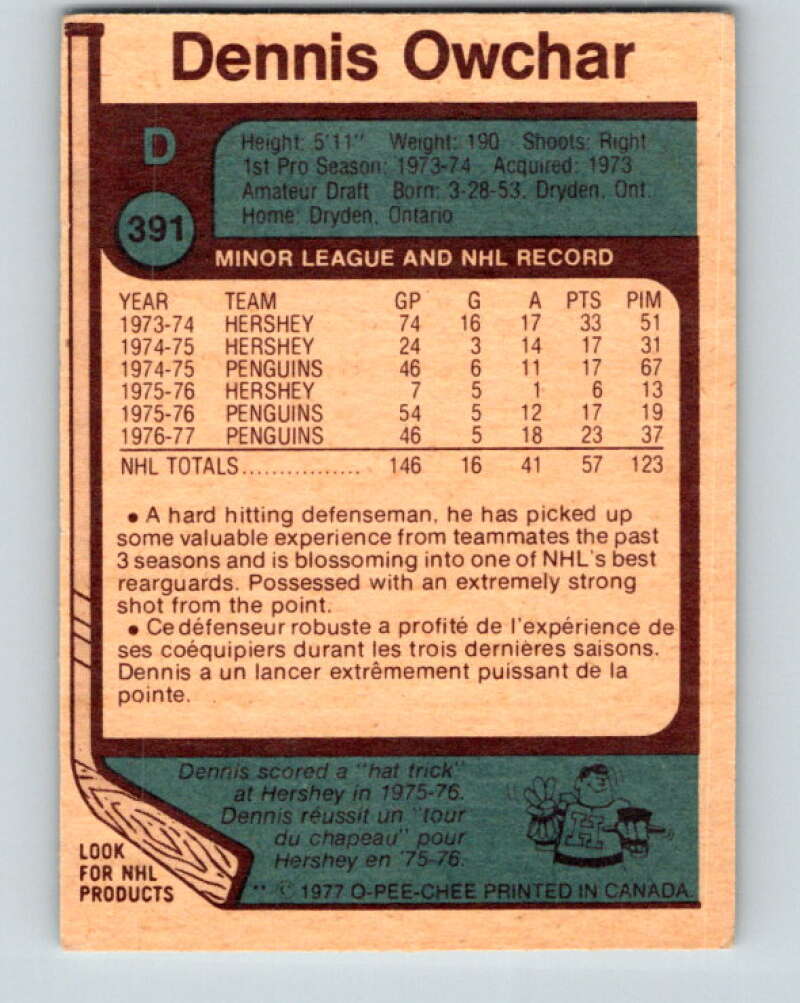 Dennis Owchar
D
391
Height: 5'11" Weight: 190 Shoots: Right
1st Pro Season: 1973-74 Acquired: 1973
Amateur Draft Born: 3-28-53, Dryden, Ont.
Home: Dryden, Ontario
MINOR LEAGUE AND NHL RECORD
YEAR TEAM GP G A PTS PIM
1973-74 HERSHEY 74 16 17 33 51
1974-75 HERSHEY 24 3 14 17 31
1974-75 PENGUINS 46 6 11 17 67
1975-76 HERSHEY 7 5 1 6 13
1975-76 PENGUINS 54 5 12 17 19
1976-77 PENGUINS 46 5 18 23 37
NHL TOTALS................ 146 16 41 57 123
• A hard hitting defenseman, he has picked up
some valuable experience from teammates the past
3 seasons and is blossoming into one of NHL's best
rearguards. Possessed with an extremely strong
shot from the point.
• Ce défenseur robuste a profité de l'expérience de
ses coéquipiers durant les trois dernières saisons.
Dennis a un lancer extrêmement puissant de la
pointe.
Dennis scored a "hat trick"
at Hershey in 1975-76.
Dennis réussit un "tour
du chapeau" pour
Hershey en '75-76.
H
LOOK
FOR NHL
PRODUCTS
** © 1977 O-PEE-CHEE PRINTED IN CANADA.